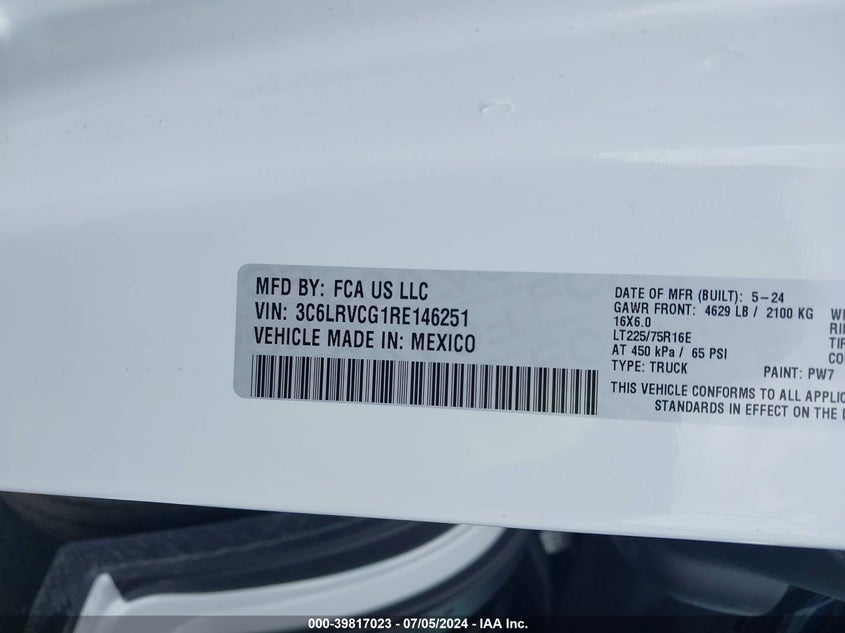 MFD BY: FCA US LLC
VIN: 3C6LRVCG1RE146251
VEHICLE MADE IN: MEXICO
DATE OF MFR (BUILT): 5-24
GAWR FRONT: 4629 LB / 2100 KG
16X6.0
LT225/75R16E
AT 450 kPa / 65 PSI
TYPE: TRUCK
PAINT: PW7
THIS VEHICLE CONFORMS TO ALL
STANDARDS IN EFFECT ON THE
000-39817023 - 07/05/2024 - IAA Inc.